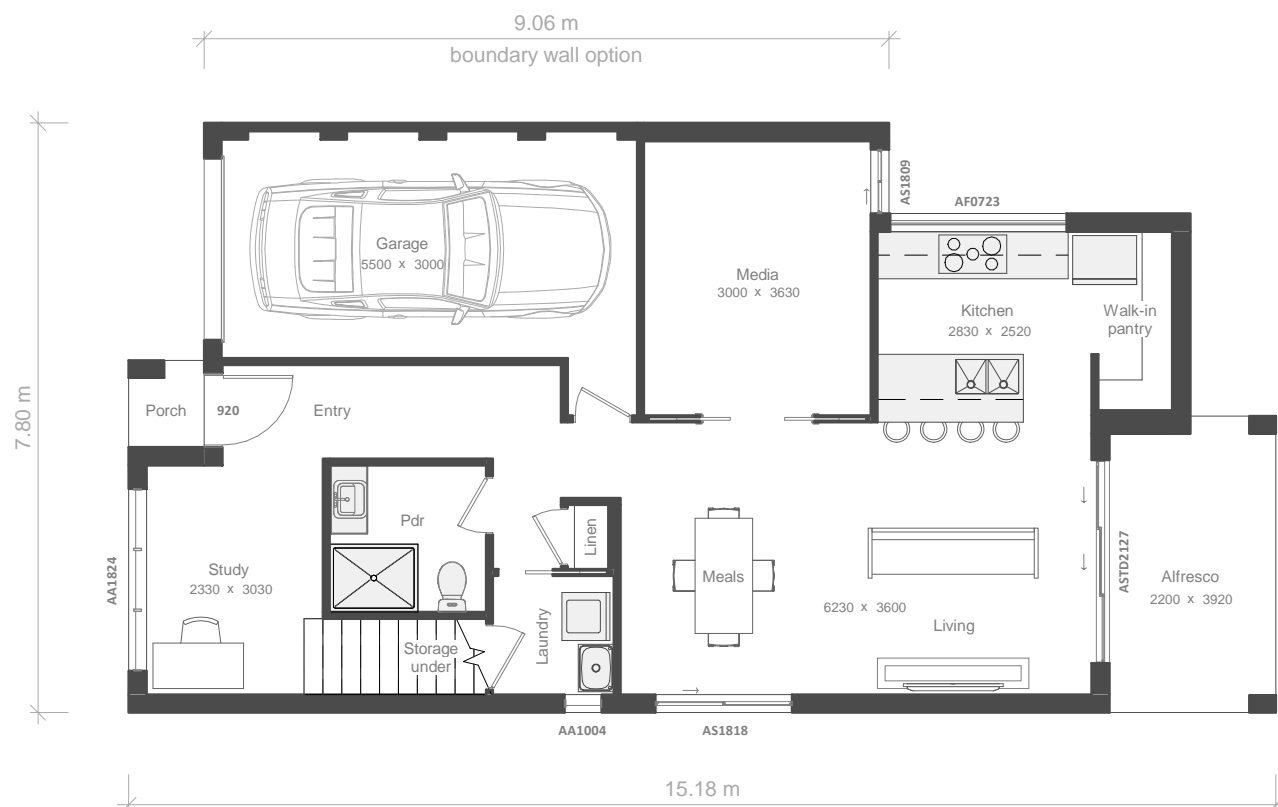 9.06 m
boundary wall option
7.80 m
AS1809
AF0723
Garage
5500 x 3000
Media
3000 x 3630
Kitchen
2830 x 2520
Walk-in
pantry
Porch
920
Entry
Pdr
Linen
AA1824
Study
2330 x 3030
Meals
6230 x 3600
Living
ASTD2127
Alfresco
2200 x 3920
Laundry
Storage
under
AA1004
AS1818
15.18 m